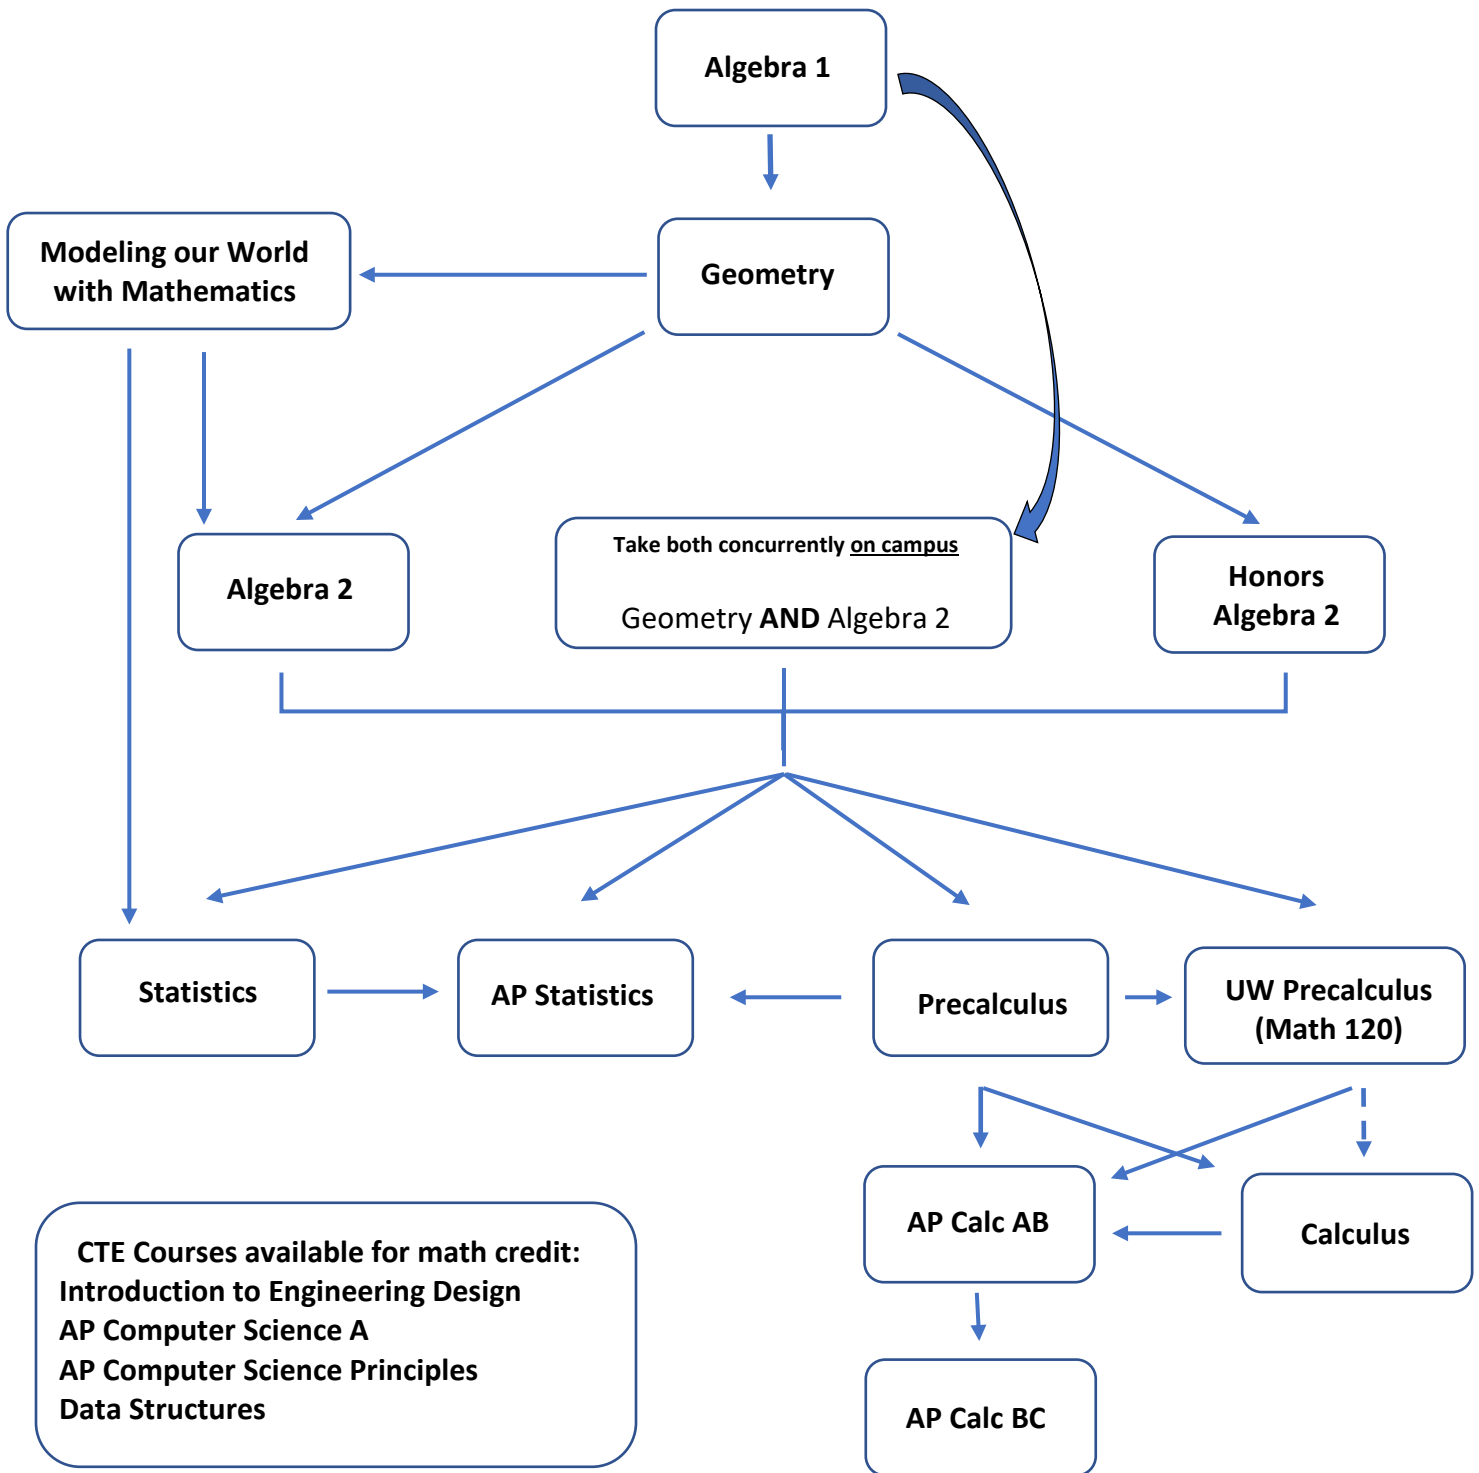 Algebra 1
Modeling our World
with Mathematics
Geometry
Algebra 2
Take both concurrently on campus
Geometry AND Algebra 2
Honors
Algebra 2
Statistics
AP Statistics
Precalculus
UW Precalculus
(Math 120)
AP Calc AB
Calculus
CTE Courses available for math credit:
Introduction to Engineering Design
AP Computer Science A
AP Computer Science Principles
Data Structures
AP Calc BC